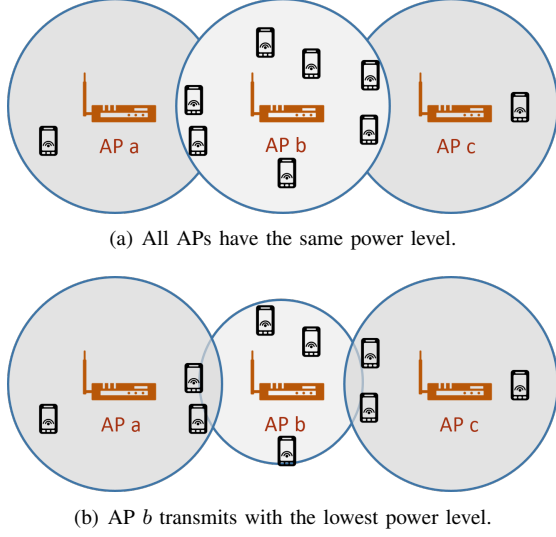 AP a
AP b
AP c
(a) All APs have the same power level.
AP a
AP b
AP c
(b) AP b transmits with the lowest power level.